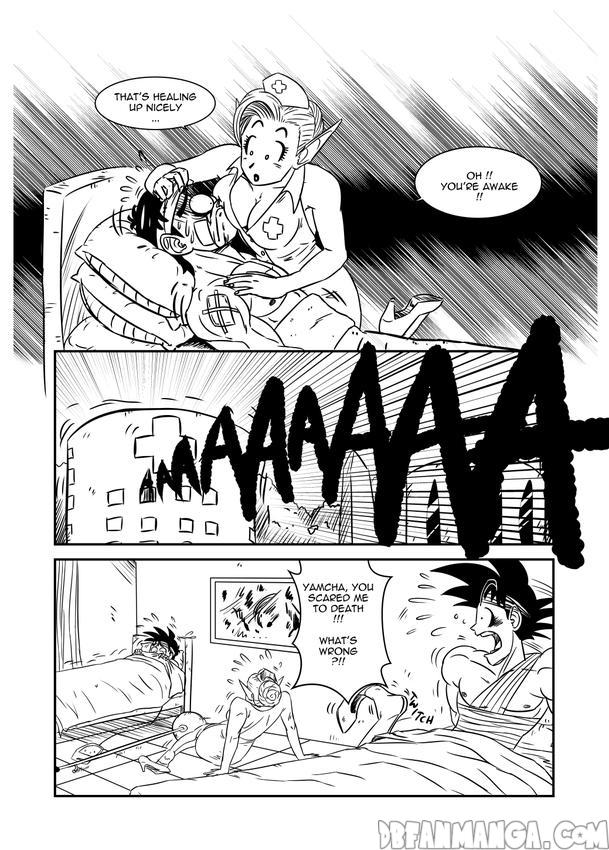 THAT'S HEALING
UP NICELY
...
OH !!
YOU'RE AWAKE
!!
AAAAAAAAAA
YAMCHA, YOU
SCARED ME
TO DEATH
!!!
WHAT'S
WRONG
?!!
TWITCH
DBFANMANGA.COM